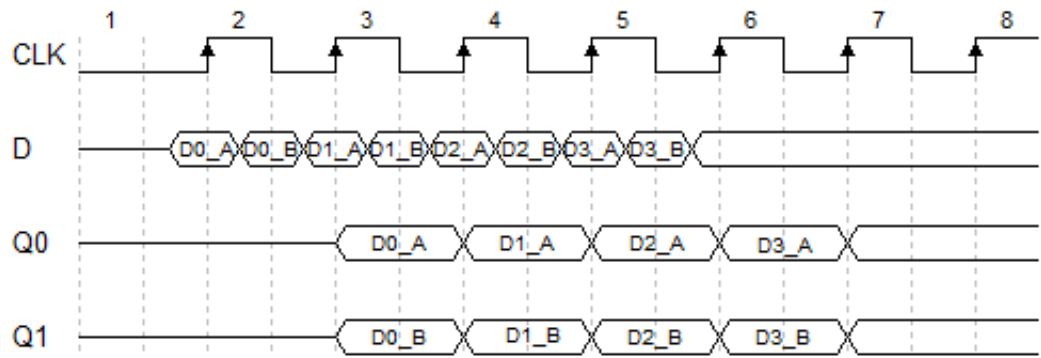 1 2 3 4 5 6 7 8
CLK
D D0_A D0_B D1_A D1_B D2_A D2_B D3_A D3_B
Q0 D0_A D1_A D2_A D3_A
Q1 D0_B D1_B D2_B D3_B